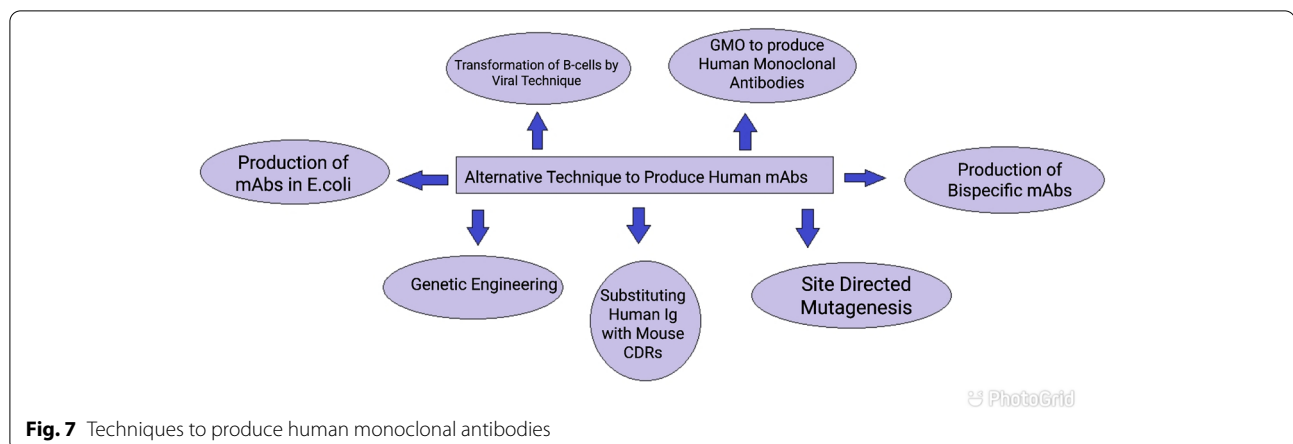 Transformation of B-cells by
Viral Technique
GMO to produce
Human Monoclonal
Antibodies
Production of
mAbs in E.coli
Alternative Technique to Produce Human mAbs
Production of
Bispecific mAbs
Genetic Engineering
Substituting
Human Ig
with Mouse
CDRs
Site Directed
Mutagenesis
PhotoGrid
Fig. 7 Techniques to produce human monoclonal antibodies